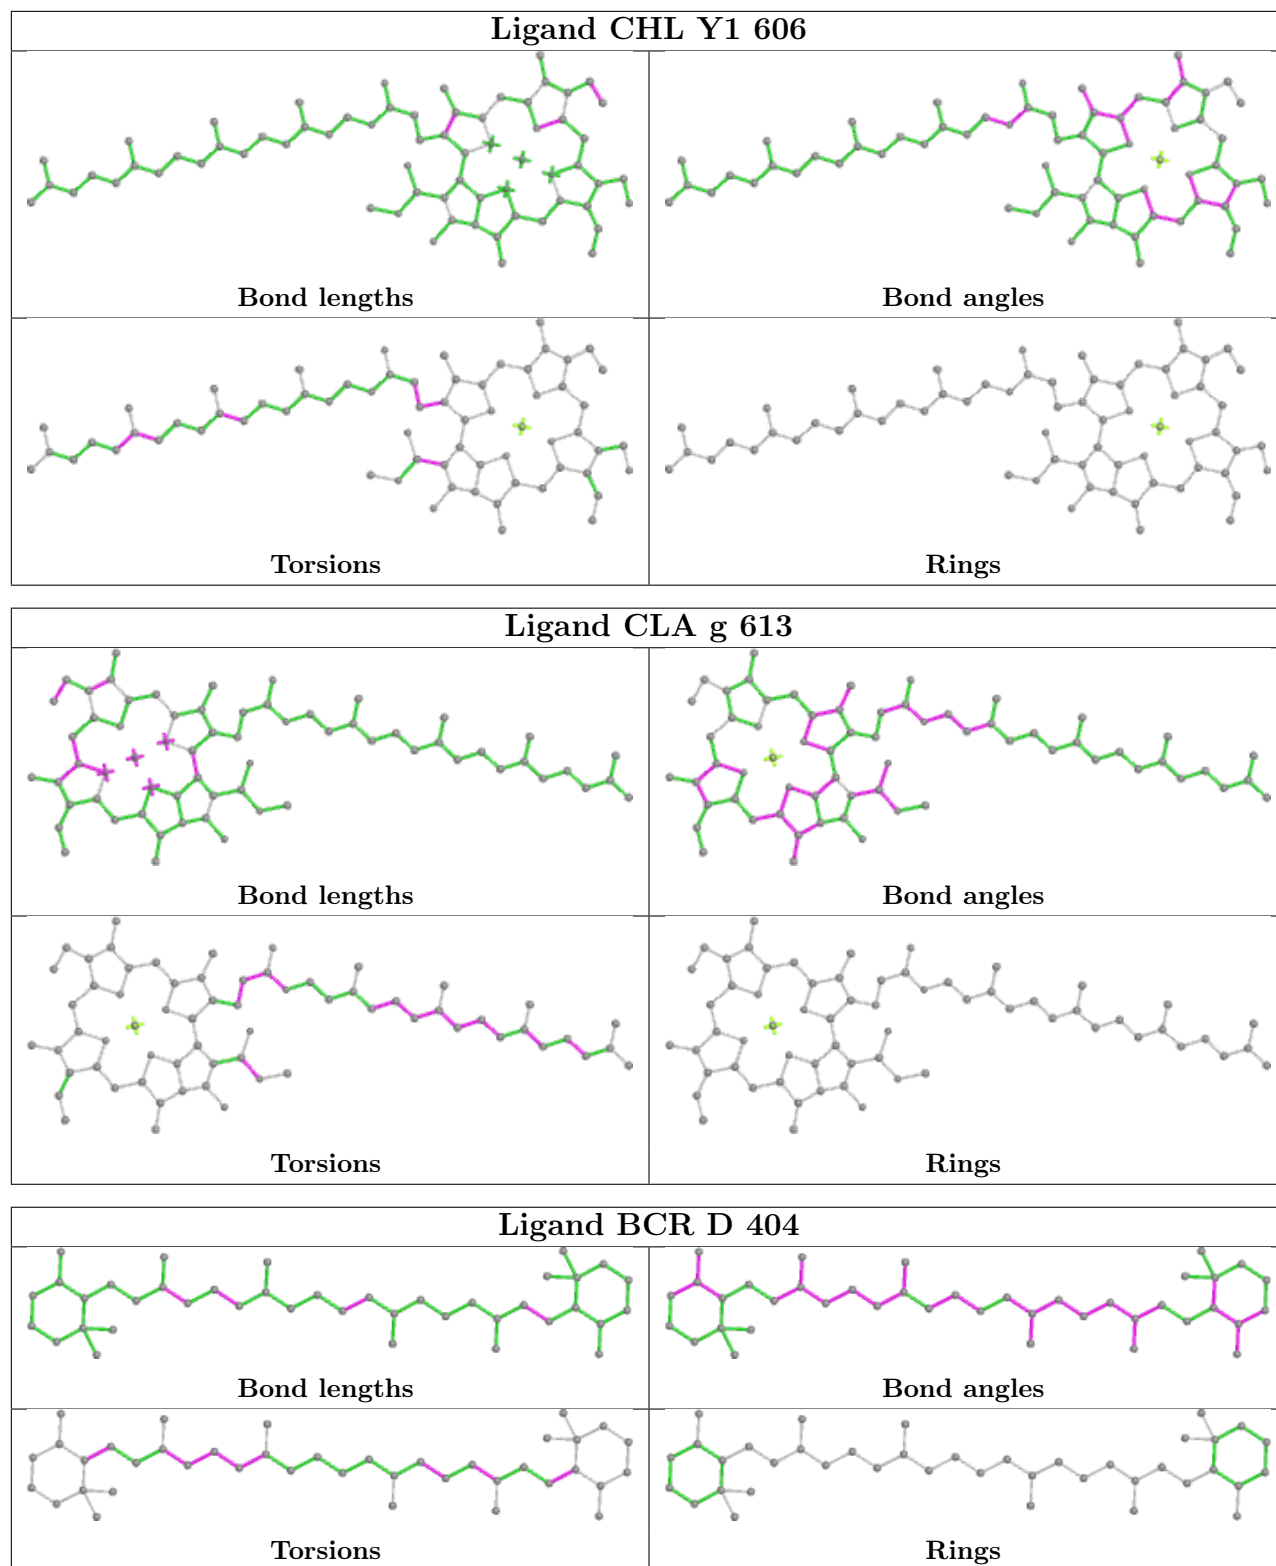 Ligand CHL Y1 606
Bond lengths
Bond angles
Torsions
Rings
Ligand CLA g 613
Bond lengths
Bond angles
Torsions
Rings
Ligand BCR D 404
Bond lengths
Bond angles
Torsions
Rings